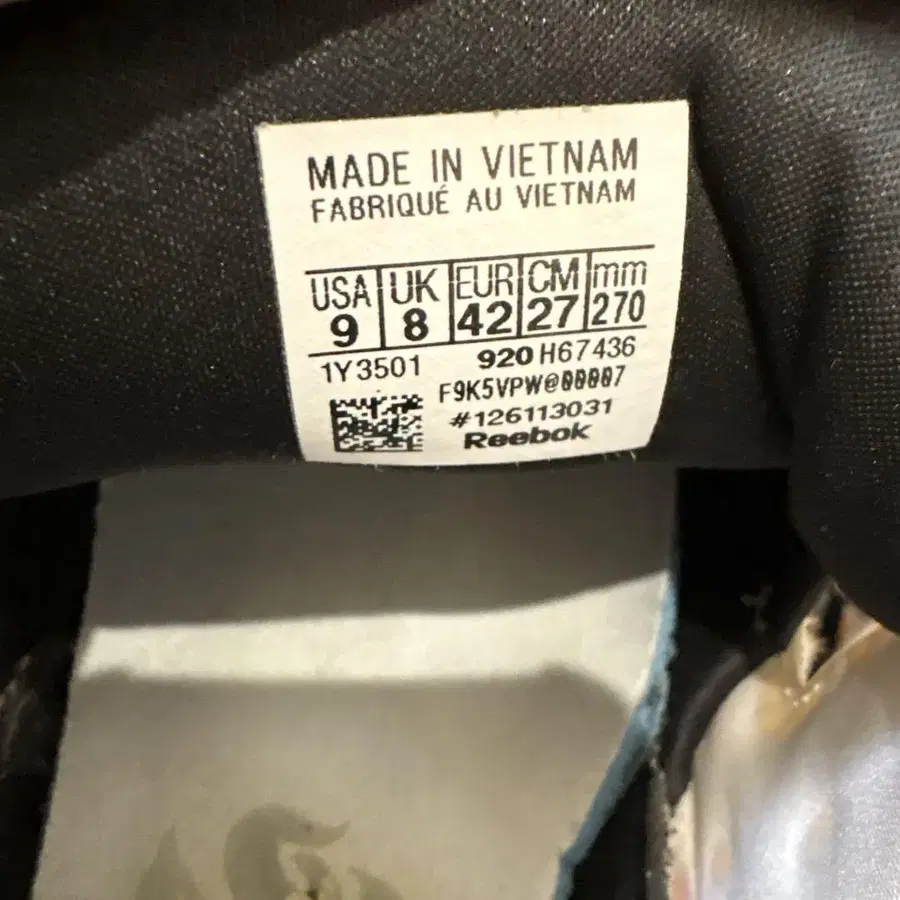 MADE IN VIETNAM
FABRIQUÉ AU VIETNAM
USA UK EUR CM mm
9 8 42 27 270
1Y3501 920 H67436
F9K5VPW@00007
#126113031
Reebok